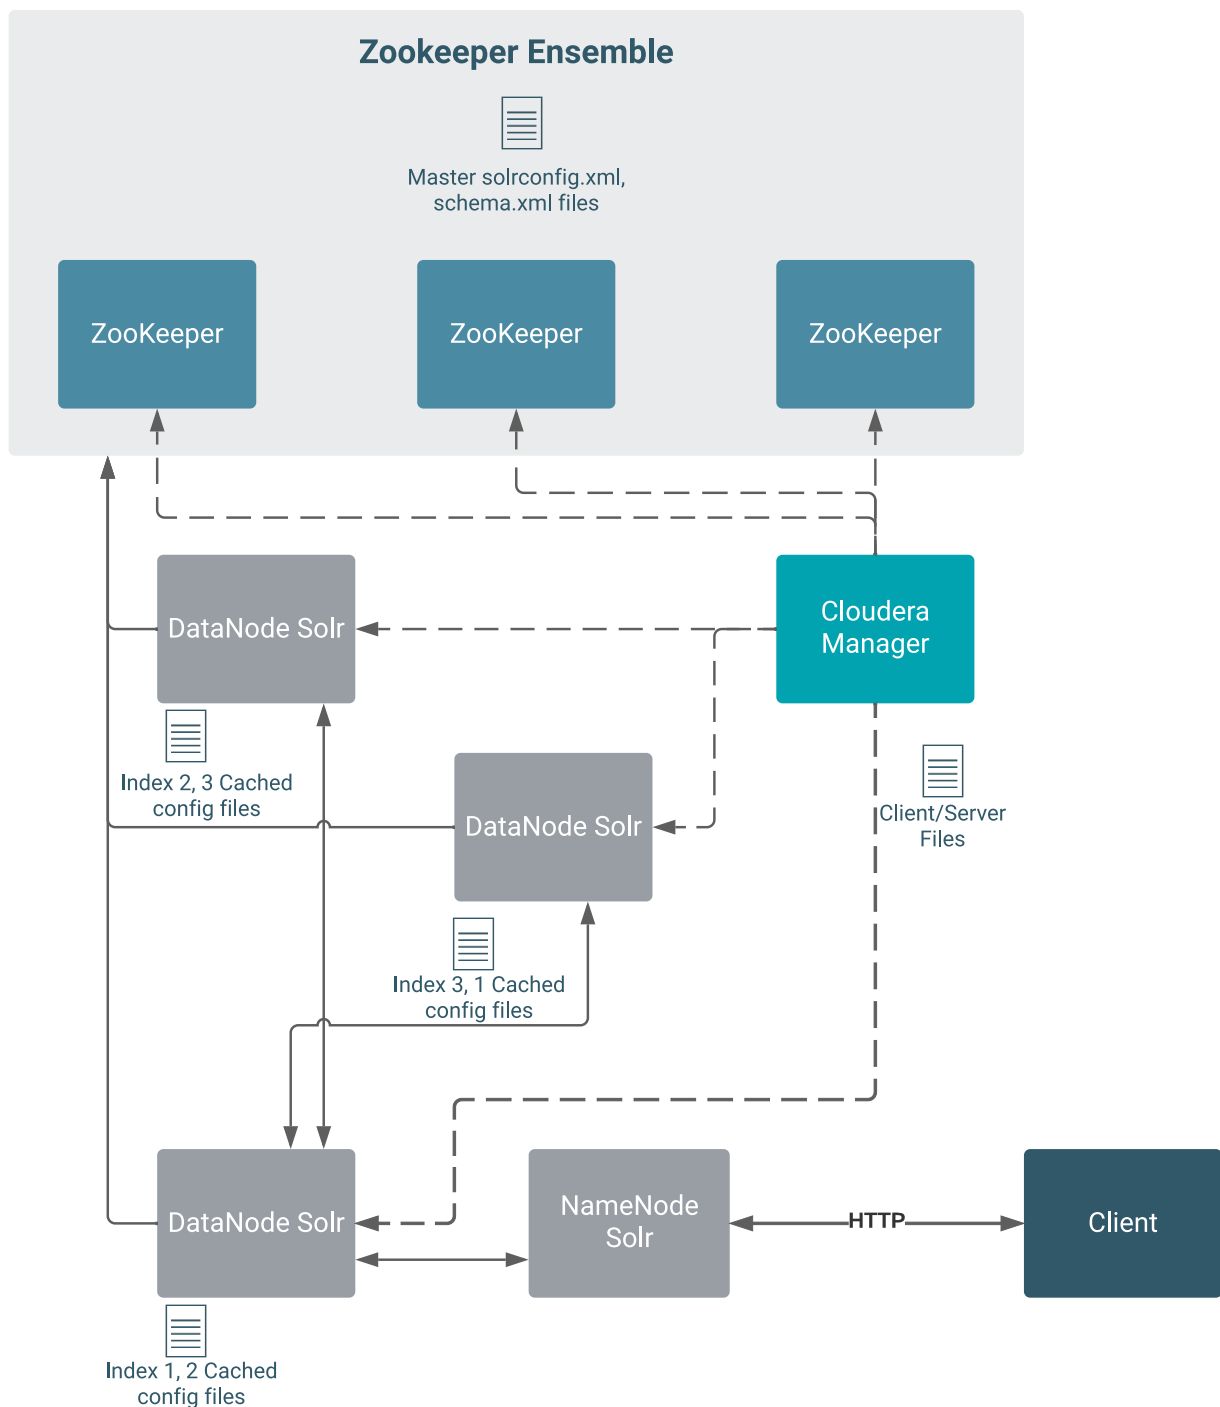 Zookeeper Ensemble
Master solrconfig.xml,
schema.xml files
ZooKeeper
ZooKeeper
ZooKeeper
DataNode Solr
Cloudera
Manager
Index 2, 3 Cached
config files
DataNode Solr
Client/Server
Files
Index 3, 1 Cached
config files
DataNode Solr
NameNode
Solr
HTTP
Client
Index 1, 2 Cached
config files